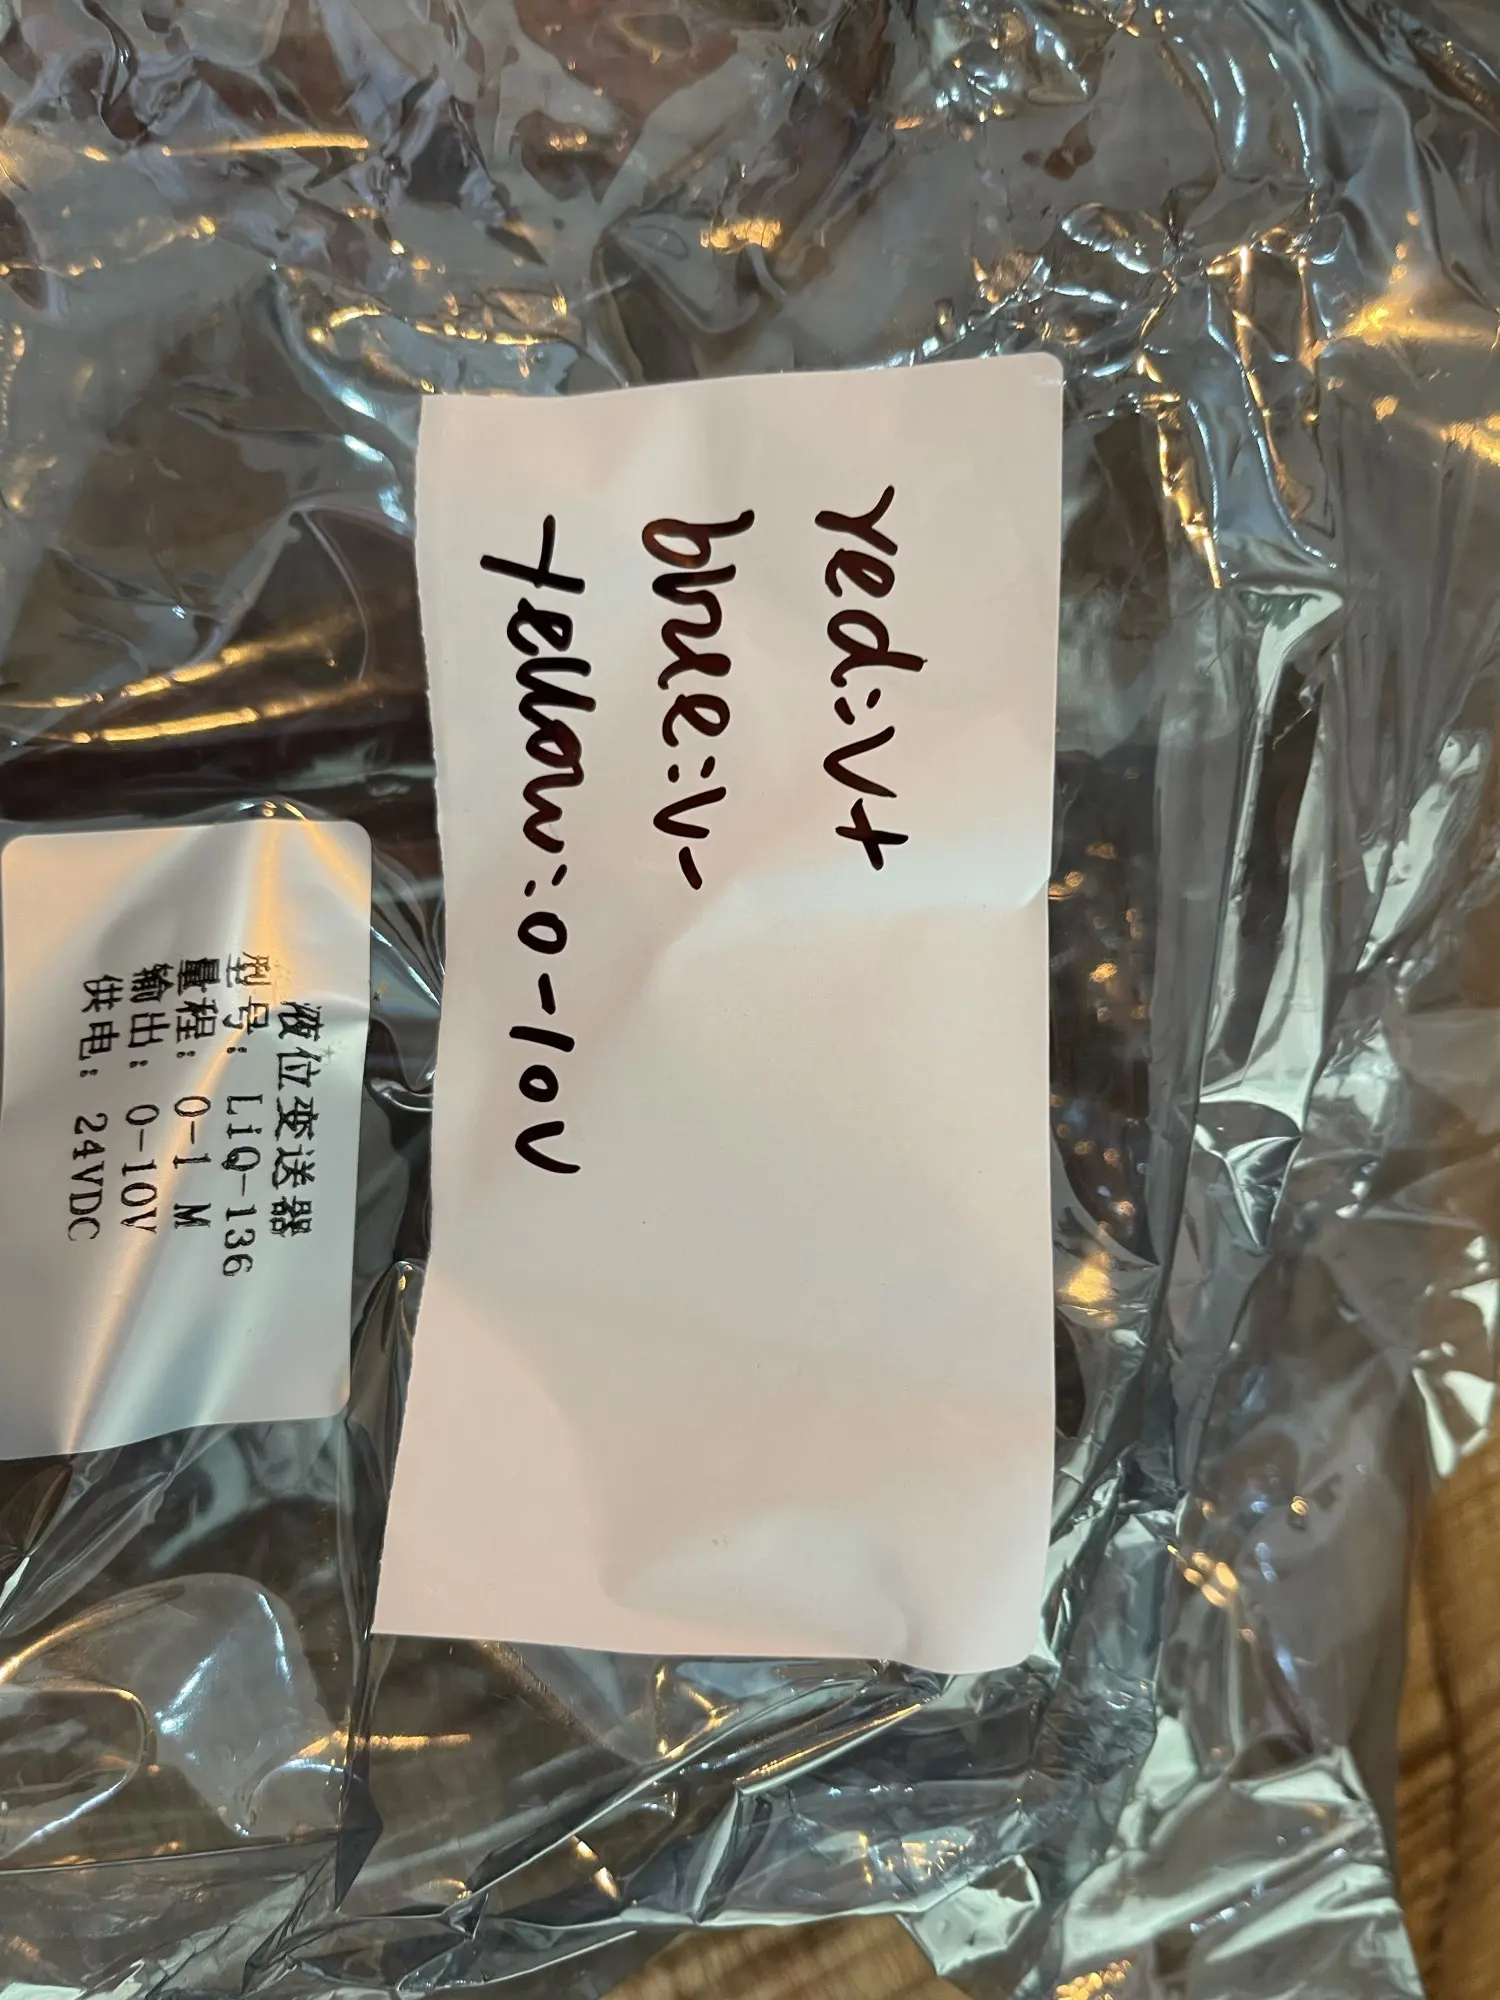 red:V+
blue:V-
Yellow:0-10V
液位变送器
型号: LiQ-136
量程: 0-1 M
输出: 0-10V
供电: 24VDC